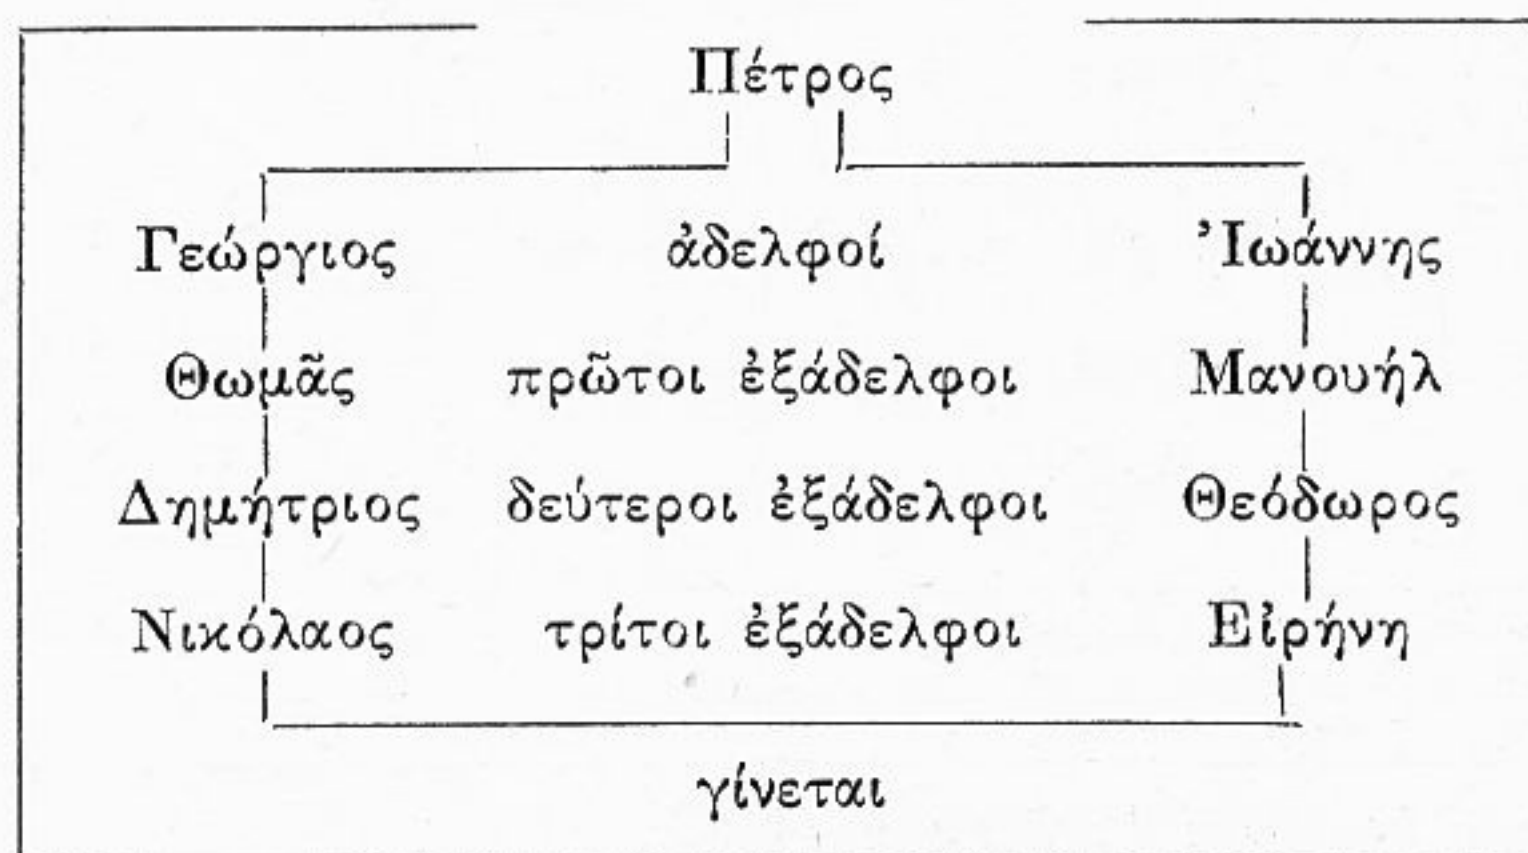 Πέτρος
Γεώργιος ἀδελφοί Ἰωάννης
Θωμᾶς πρῶτοι ἐξάδελφοι Μανουήλ
Δημήτριος δεύτεροι ἐξάδελφοι Θεόδωρος
Νικόλαος τρίτοι ἐξάδελφοι Εἰρήνη
γίνεται